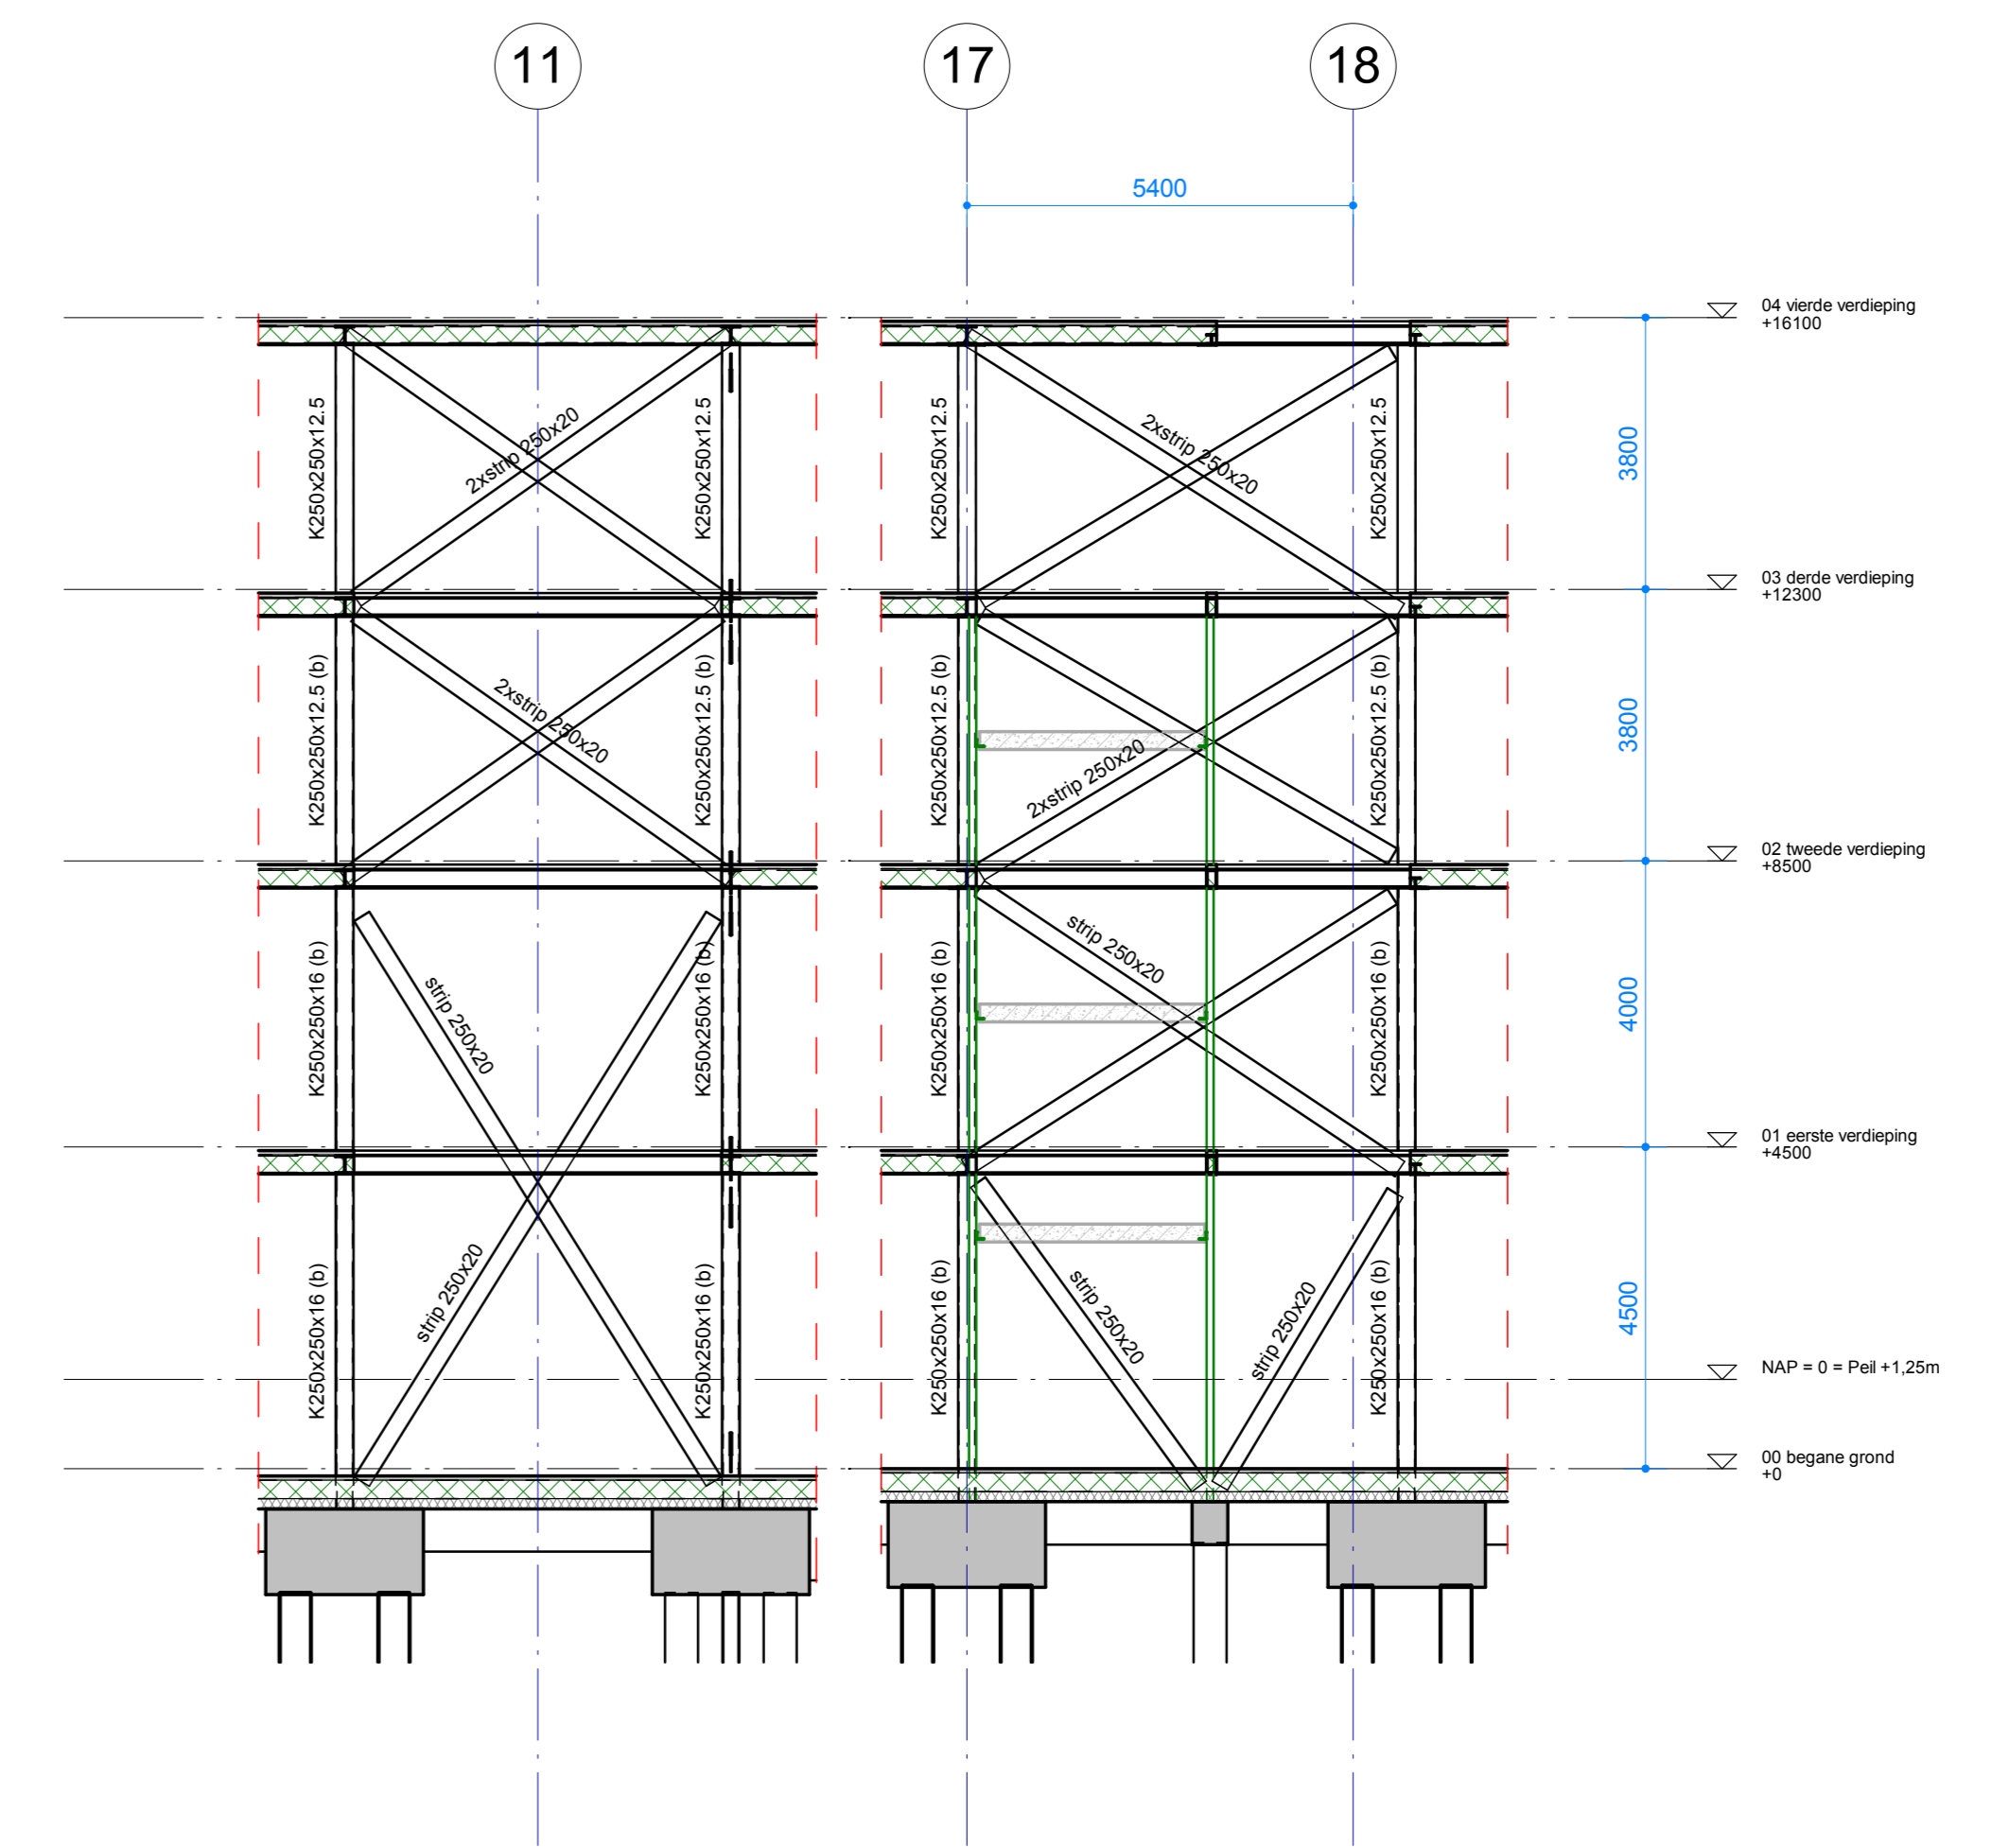 11
17
18
5400
04 vierde verdieping
+16100
K250x250x12.5
2xstrip 250x20
K250x250x12.5
K250x250x12.5
2xstrip 250x20
K250x250x12.5
3800
03 derde verdieping
+12300
K250x250x12.5 (b)
2xstrip 250x20
K250x250x12.5 (b)
K250x250x12.5 (b)
2xstrip 250x20
K250x250x12.5 (b)
3800
02 tweede verdieping
+8500
K250x250x16 (b)
strip 250x20
K250x250x16 (b)
K250x250x16 (b)
strip 250x20
K250x250x16 (b)
4000
01 eerste verdieping
+4500
K250x250x16 (b)
strip 250x20
K250x250x16 (b)
K250x250x16 (b)
strip 250x20
strip 250x20
K250x250x16 (b)
4500
NAP = 0 = Peil +1,25m
00 begane grond
+0